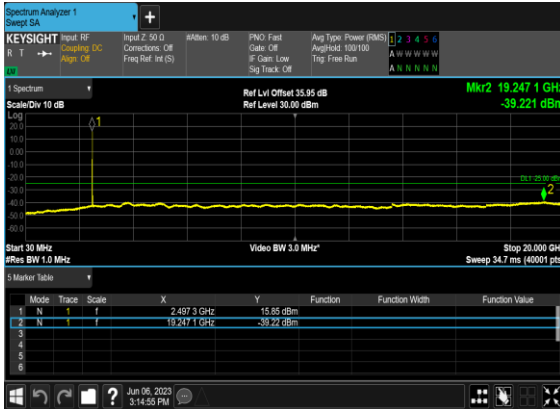 Spectrum Analyzer 1
Swept SA
+
KEYSIGHT Input: RF Input Z: 50 Ω #Atten: 10 dB PNO: Fast Avg Type: Power (RMS) 1 2 3 4 5 6
R T Coupling: DC Corrections: Off Gate: Off Avg|Hold: 100/100 A W W W W W
Align: Off Freq Ref: Int (S) IF Gain: Low Trig: Free Run
Sig Track: Off A N N N N N
1 Spectrum
Scale/Div 10 dB
Ref Lvl Offset 35.95 dB
Ref Level 30.00 dBm
Mkr2 19.247 1 GHz
-39.221 dBm
Log
20.0
10.0
0.00
-10.0
-20.0
-30.0
-40.0
-50.0
-60.0
1
DL1 -25.00 dBm
2
Start 30 MHz Video BW 3.0 MHz* Stop 20.000 GHz
#Res BW 1.0 MHz Sweep 34.7 ms (40001 pts)
5 Marker Table
Mode Trace Scale X Y Function Function Width Function Value
1 N 1 f 2.497 3 GHz 15.85 dBm
2 N 1 f 19.247 1 GHz -39.22 dBm
3
4
5
6
? Jun 06, 2023
3:14:55 PM